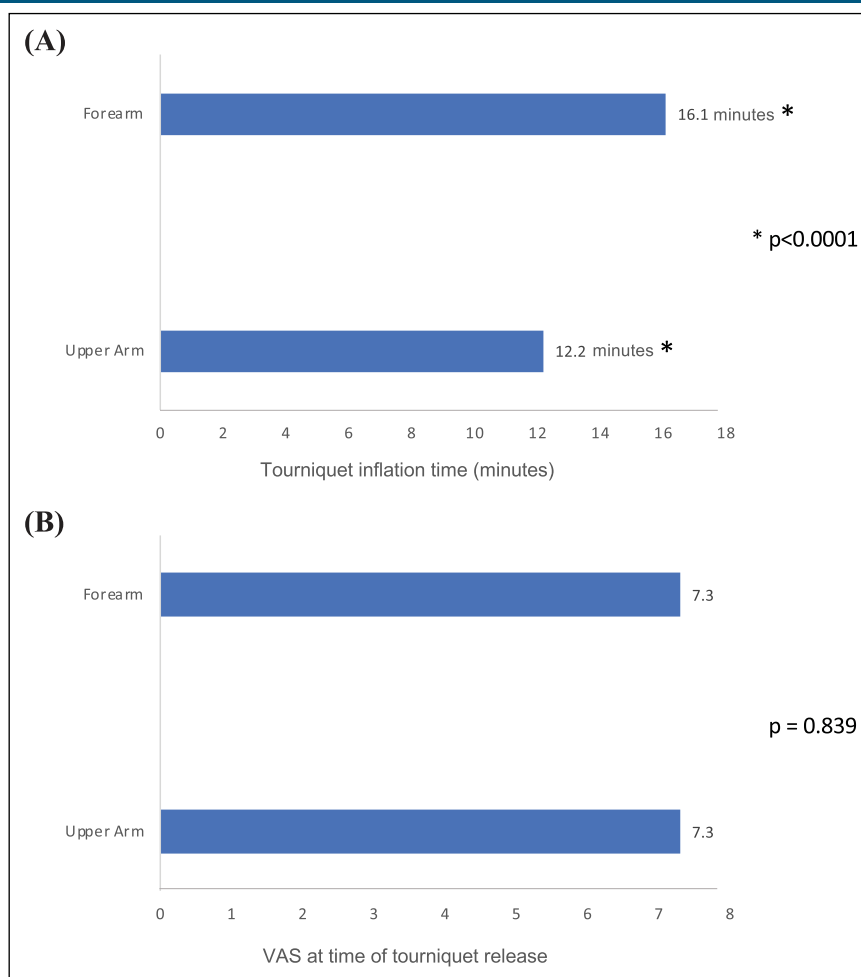 (A)
Forearm
16.1 minutes *
* p<0.0001
Upper Arm
12.2 minutes *
0 2 4 6 8 10 12 14 16 18
Tourniquet inflation time (minutes)
(B)
Forearm
7.3
p = 0.839
Upper Arm
7.3
0 1 2 3 4 5 6 7 8
VAS at time of tourniquet release